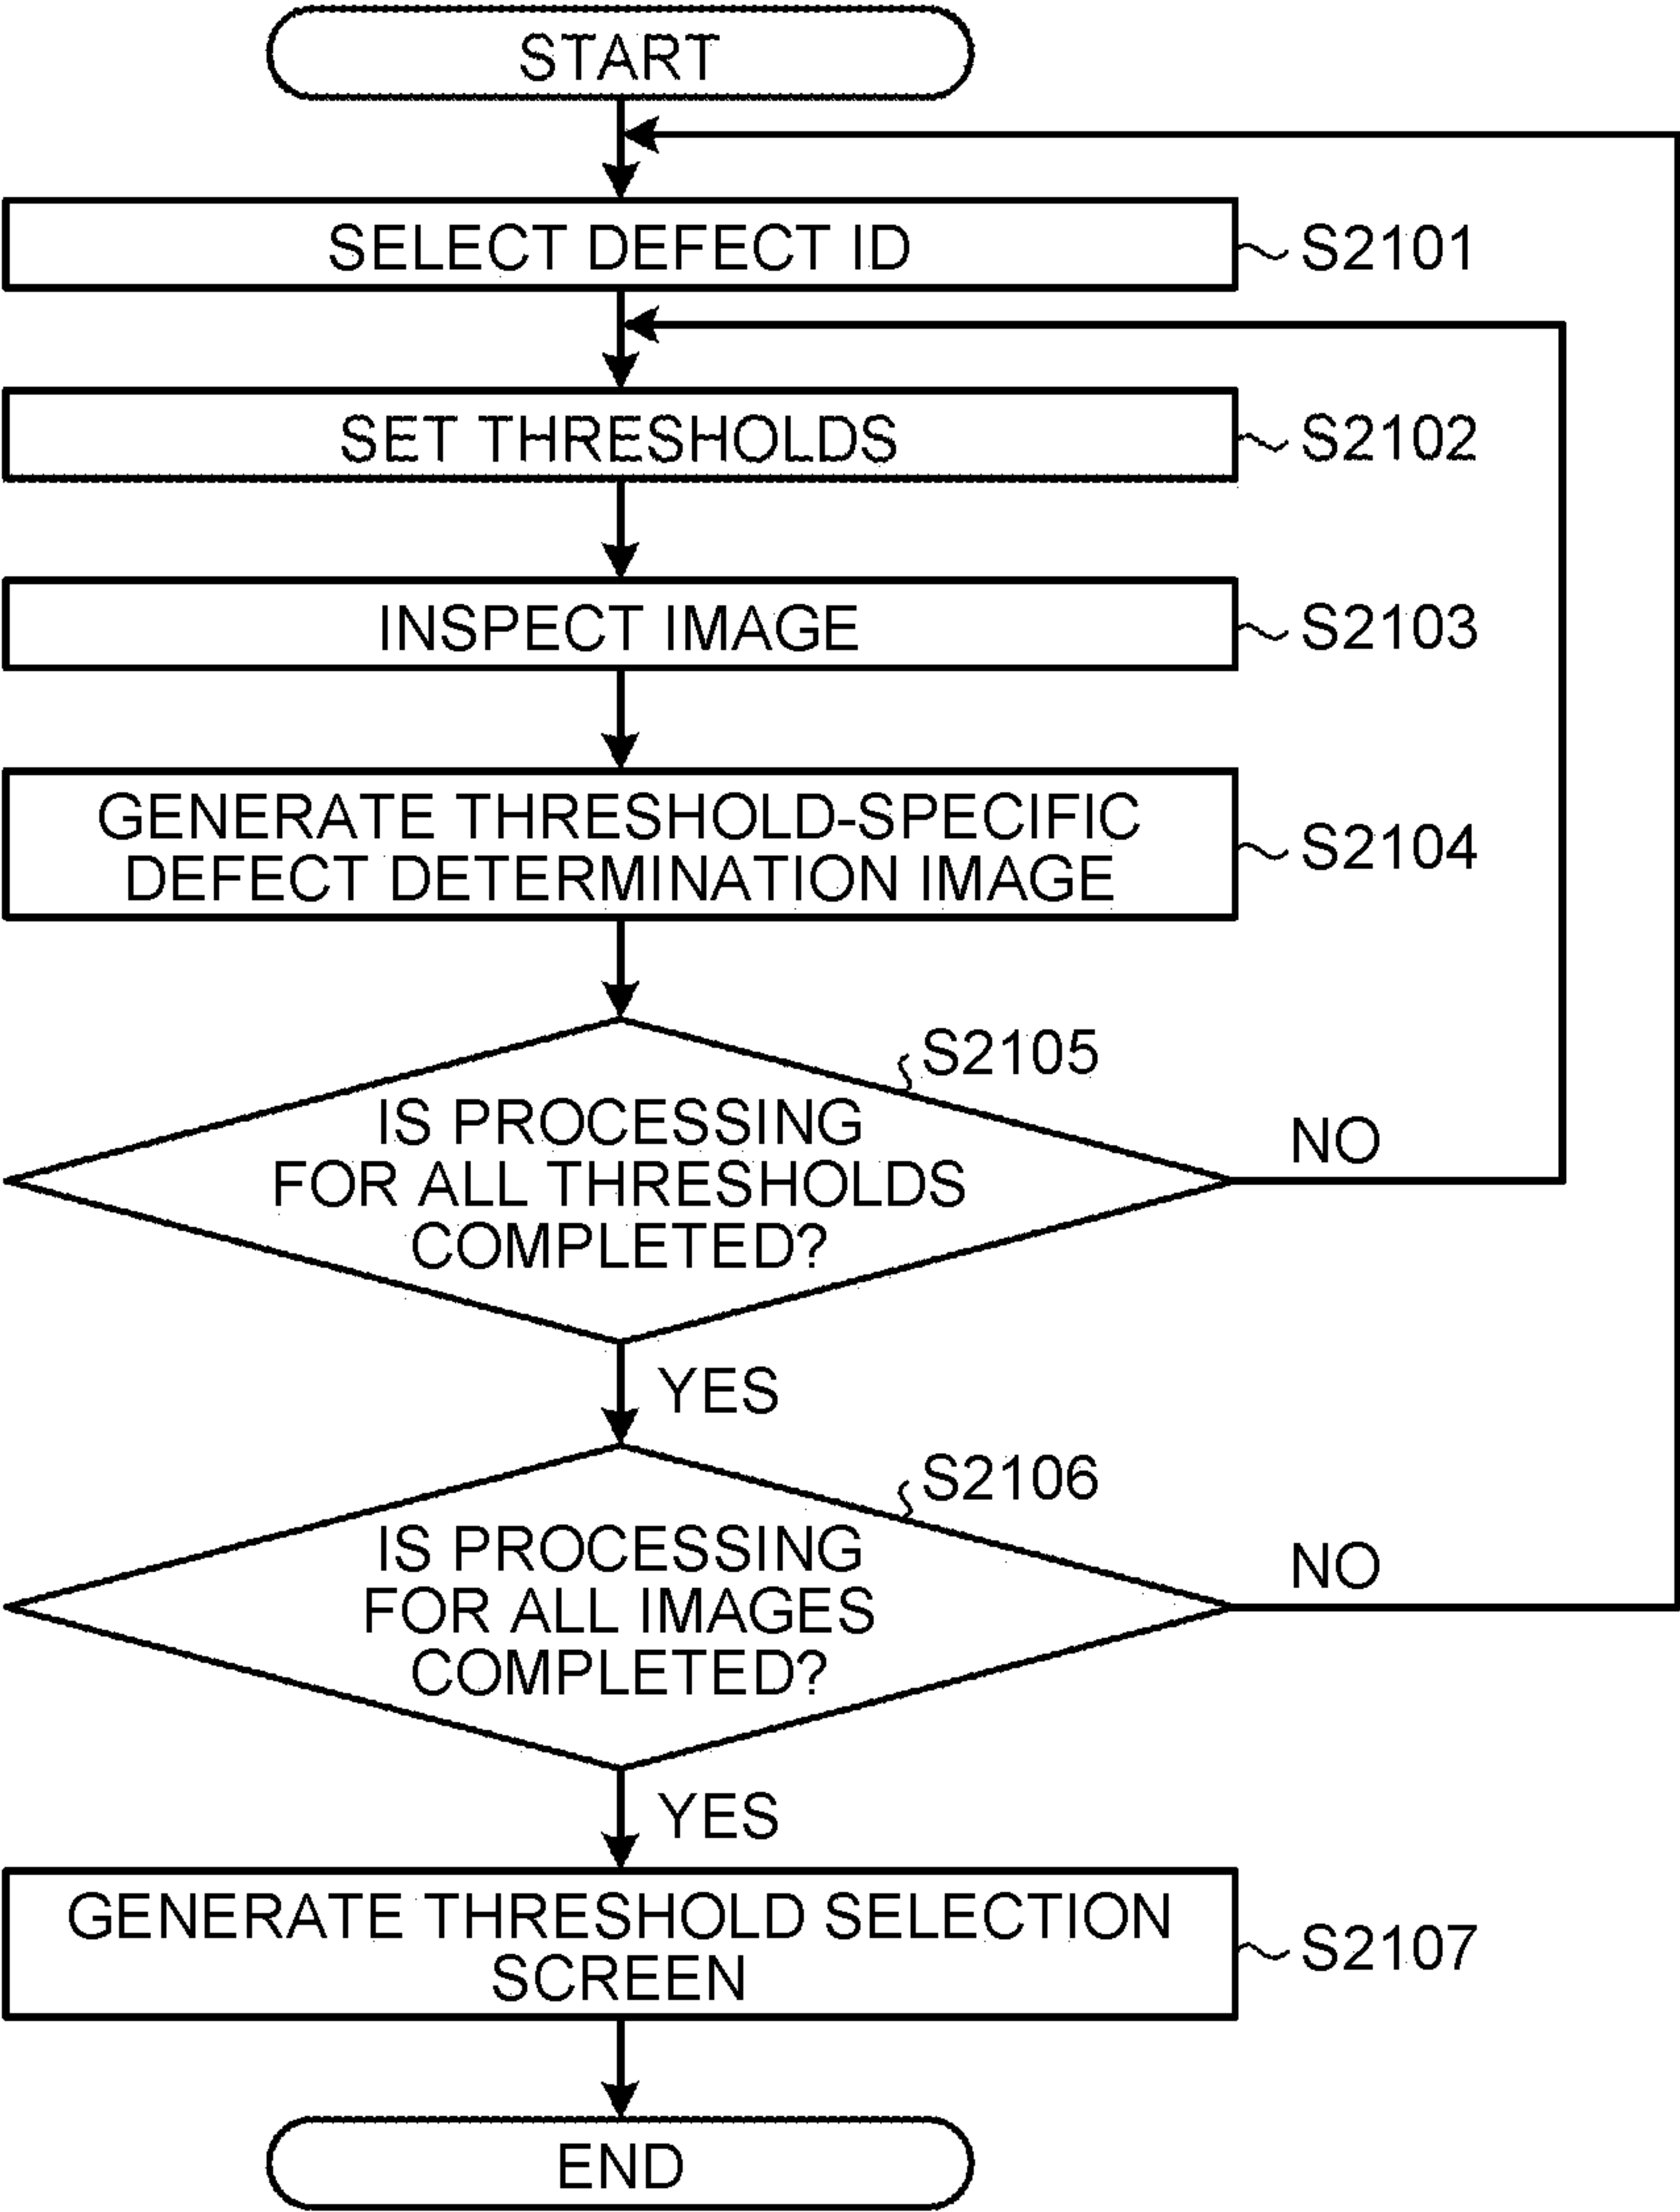 START
SELECT DEFECT ID
S2101
SET THRESHOLDS
S2102
INSPECT IMAGE
S2103
GENERATE THRESHOLD-SPECIFIC
DEFECT DETERMINATION IMAGE
S2104
S2105
IS PROCESSING
FOR ALL THRESHOLDS
COMPLETED?
NO
YES
S2106
IS PROCESSING
FOR ALL IMAGES
COMPLETED?
NO
YES
GENERATE THRESHOLD SELECTION
SCREEN
S2107
END